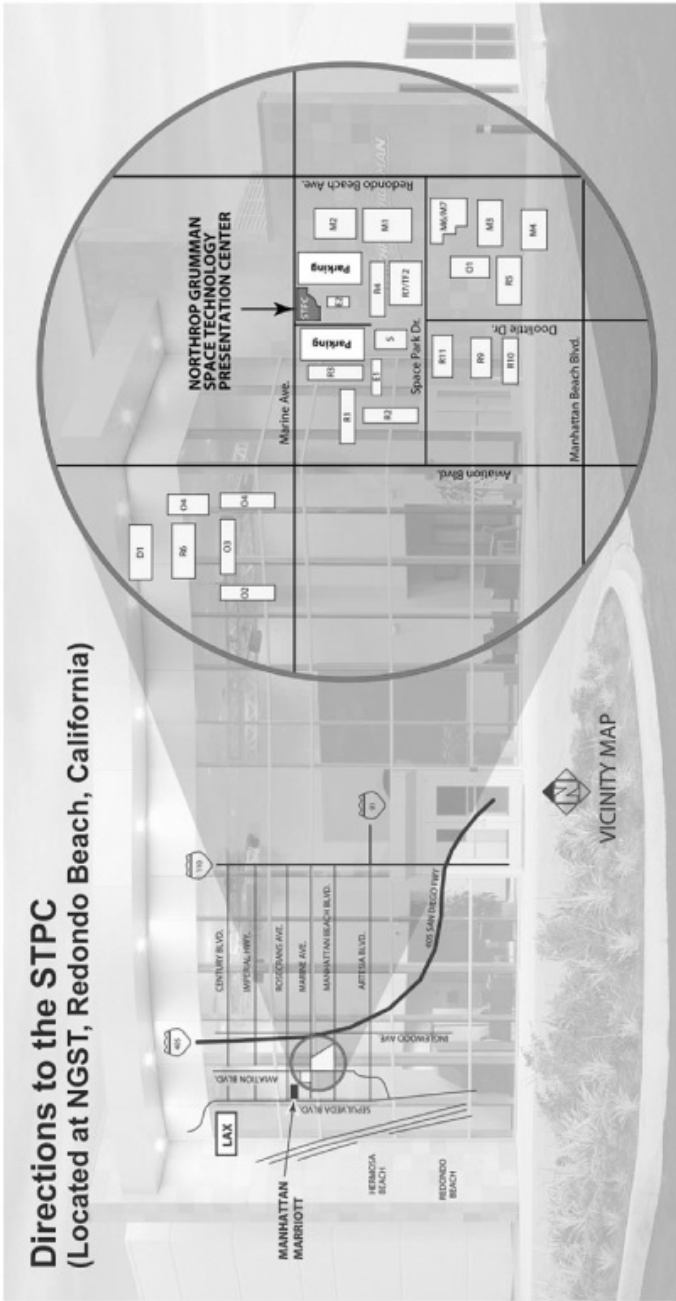 Directions to the STPC
(Located at NGST, Redondo Beach, California)
LAX
MANHATTAN
MARRIOTT
HERMOSA
BEACH
REDONDO
BEACH
SEPULVEDA BLVD.
AVIATION BLVD.
INGLEWOOD AVE.
405
110
91
CENTURY BLVD.
IMPERIAL HWY.
ROSECRANS AVE.
MARINE AVE.
MANHATTAN BEACH BLVD.
ARTESIA BLVD.
405 SAN DIEGO FWY
N
VICINITY MAP
NORTHROP GRUMMAN
SPACE TECHNOLOGY
PRESENTATION CENTER
D1
R6
O4
O4
O3
O2
Marine Ave.
Aviation Blvd.
Redondo Beach Ave.
Space Park Dr.
Doolittle Dr.
Manhattan Beach Blvd.
STPC
Parking
Parking
E2
M2
M1
R4
R7/TF2
S
R3
E1
R1
R2
M6/M7
M3
M4
O1
R5
R11
R9
R10